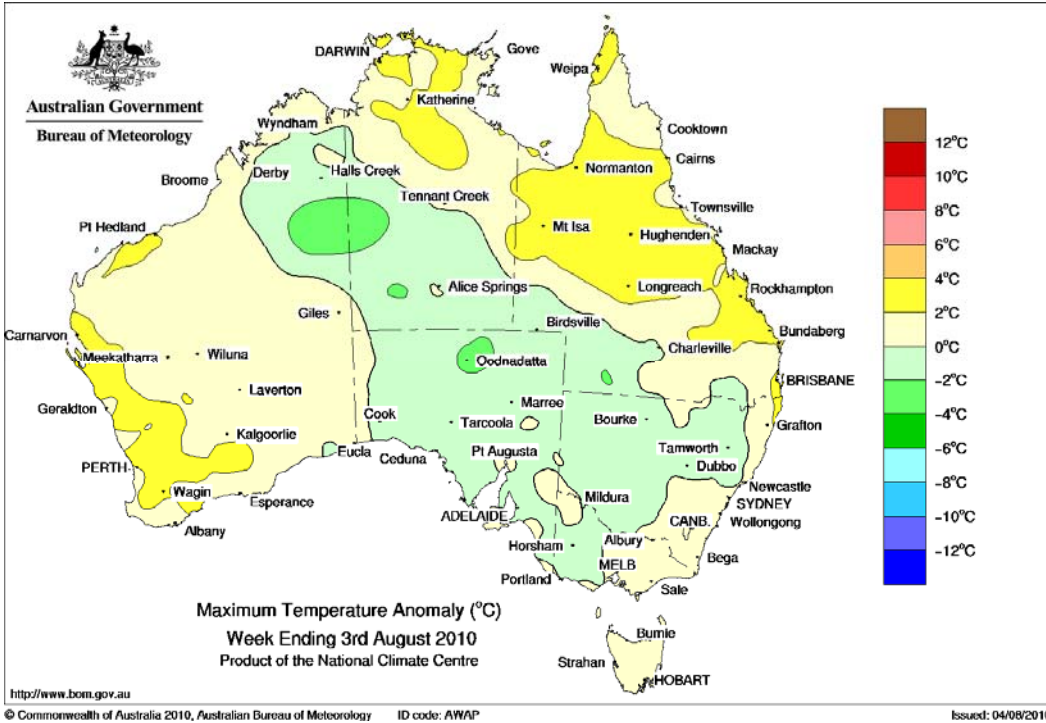 Australian Government
Bureau of Meteorology
DARWIN
Gove
Weipa
Katherine
Wyndham
Cooktown
Cairns
Derby
Halls Creek
Normanton
Broome
Tennant Creek
Townsville
Pt Hedland
Mt Isa
Hughenden
Mackay
Alice Springs
Longreach
Rockhampton
Giles
Birdsville
Carnarvon
Bundaberg
Meekatharra
Wiluna
Oodnadatta
Charleville
BRISBANE
Laverton
Marree
Geraldton
Cook
Tarcoola
Bourke
Grafton
Kalgoorlie
Eucla
Ceduna
Pt Augusta
Tamworth
PERTH
Dubbo
Wagin
Esperance
Mildura
Newcastle
SYDNEY
ADELAIDE
CANB.
Wollongong
Albany
Horsham
Albury
Bega
Portland
MELB
Sale
Burnie
Strahan
HOBART
12°C
10°C
8°C
6°C
4°C
2°C
0°C
-2°C
-4°C
-6°C
-8°C
-10°C
-12°C
Maximum Temperature Anomaly (°C)
Week Ending 3rd August 2010
Product of the National Climate Centre
http://www.bom.gov.au
© Commonwealth of Australia 2010, Australian Bureau of Meteorology ID code: AWAP Issued: 04/08/2010